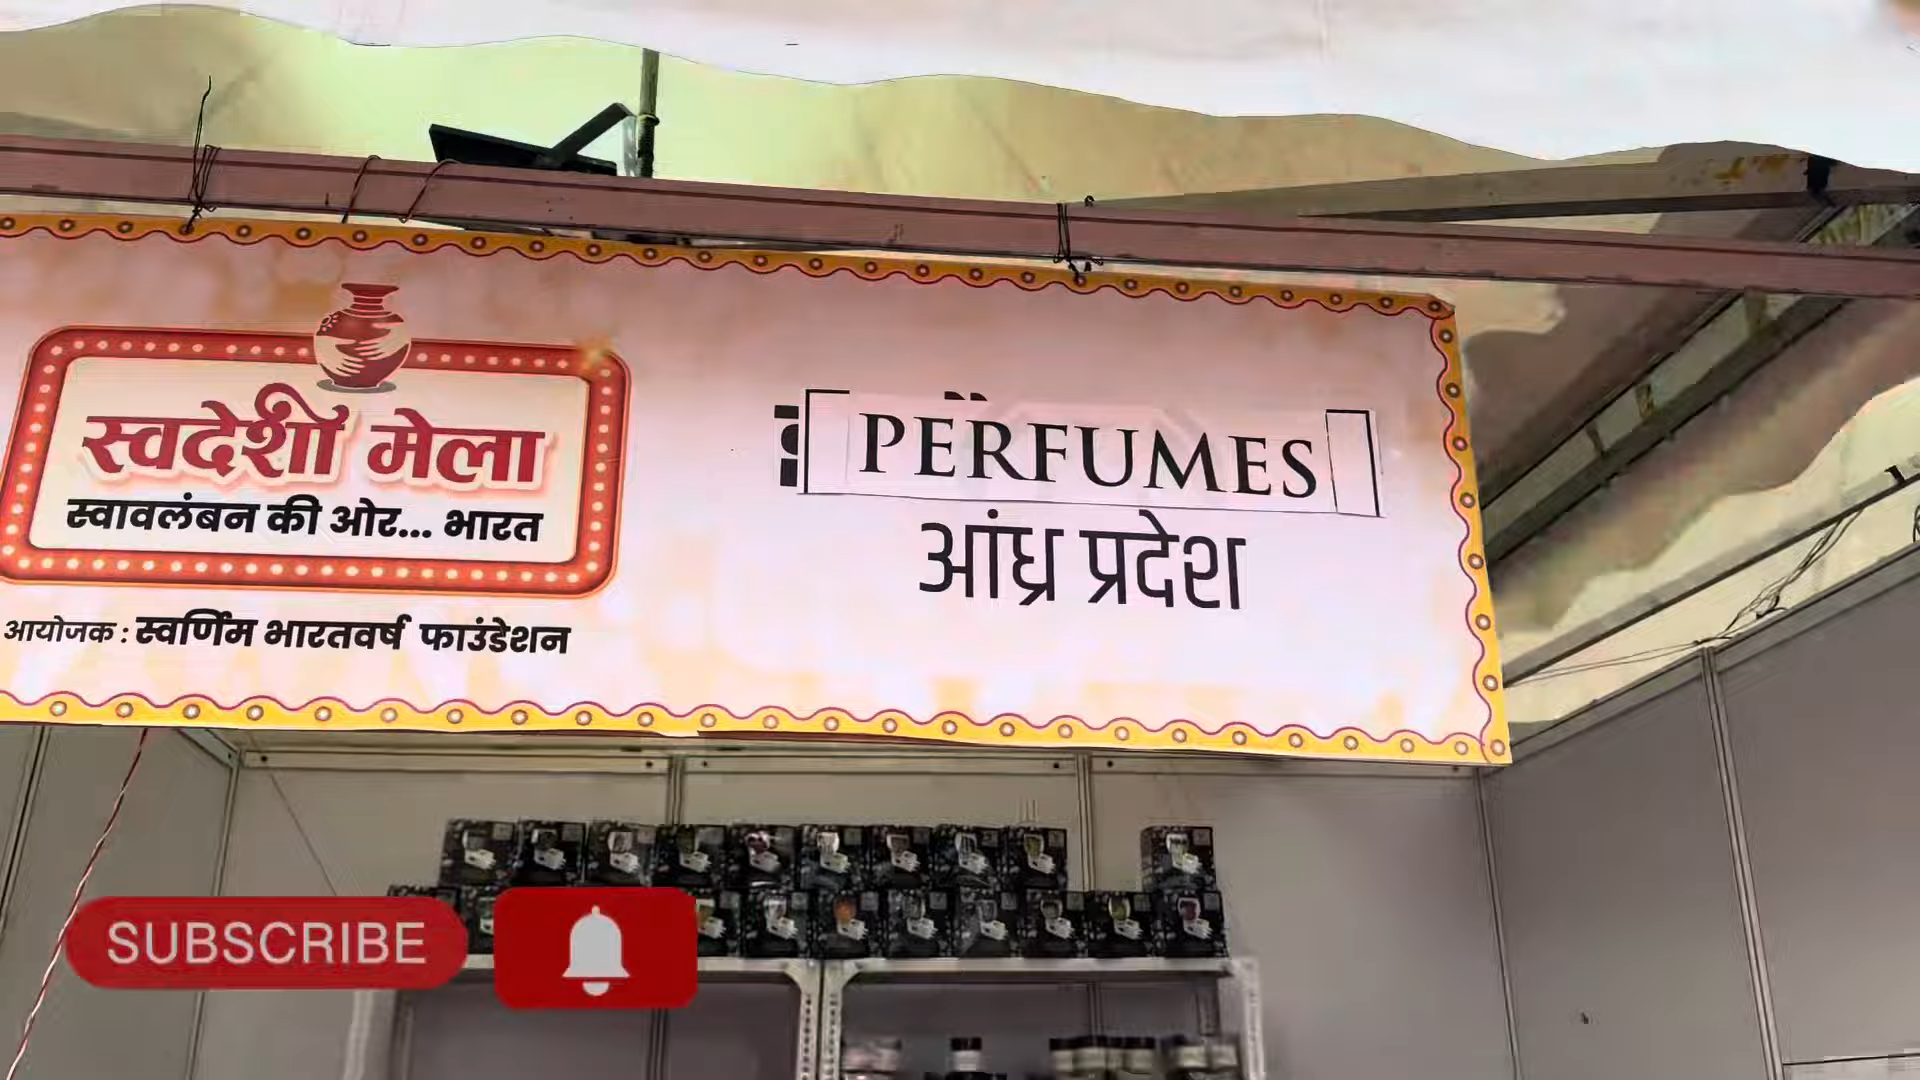 स्वदेशी मेला
स्वावलंबन की ओर... भारत
आयोजक : स्वर्णिम भारतवर्ष फाउंडेशन
PERFUMES
आंध्र प्रदेश
SUBSCRIBE